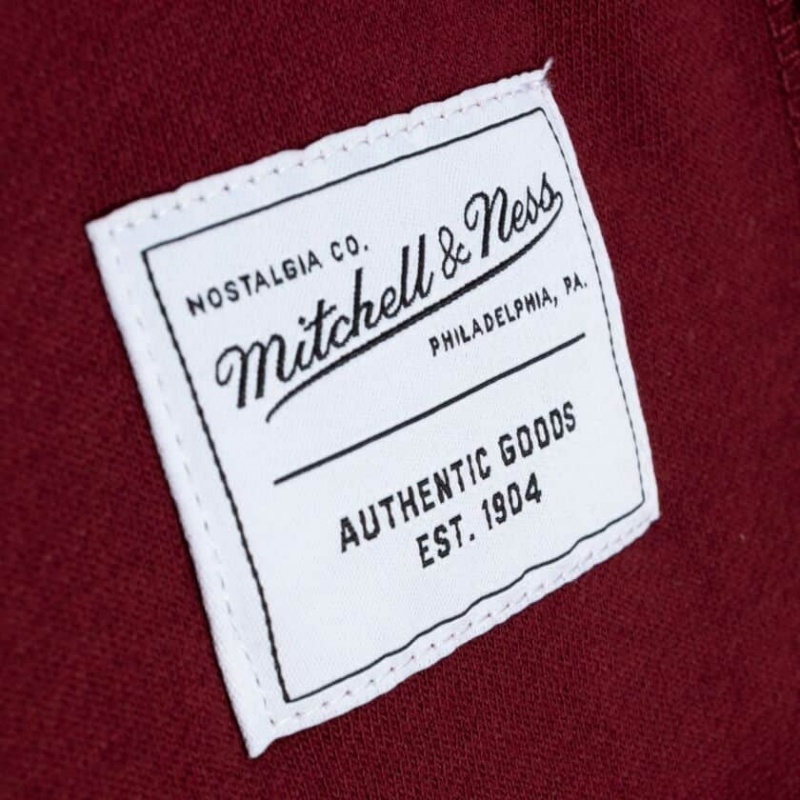 NOSTALGIA CO.
Mitchell & Ness
PHILADELPHIA, PA.
AUTHENTIC GOODS
EST. 1904